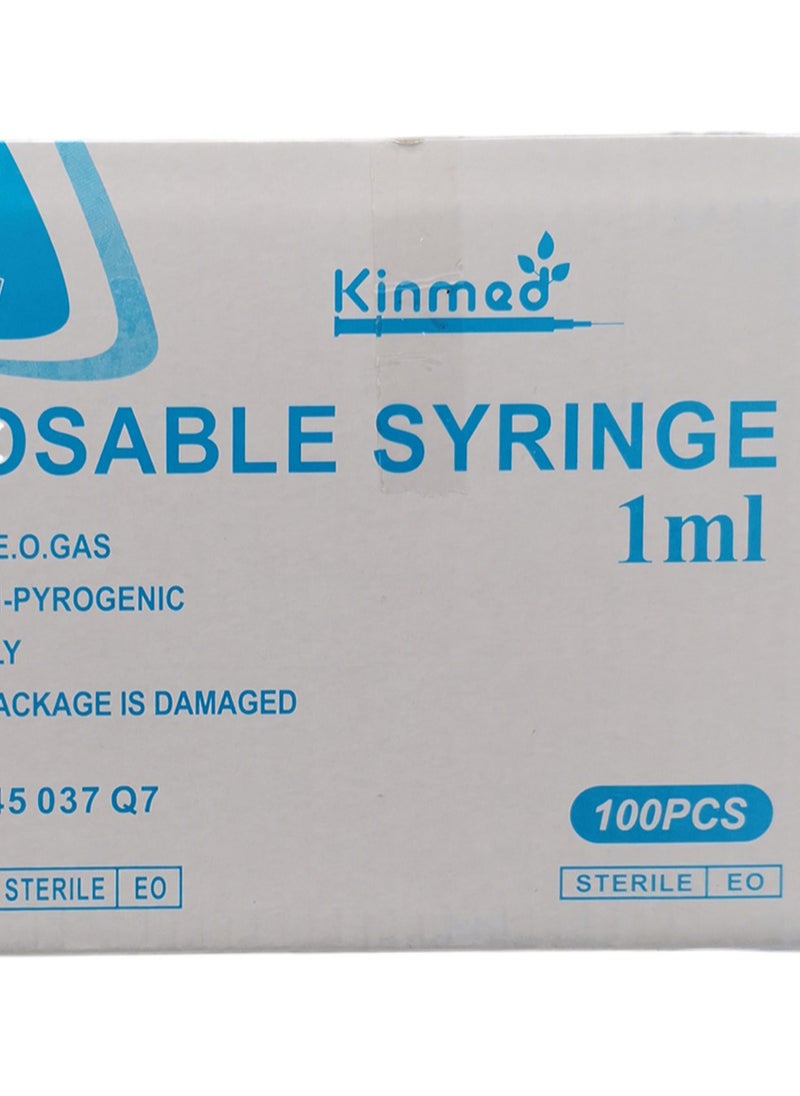 Kinmed
OSABLE SYRINGE
1ml
E.O.GAS
-PYROGENIC
LY
ACKAGE IS DAMAGED
45 037 Q7
100PCS
STERILE EO
STERILE EO